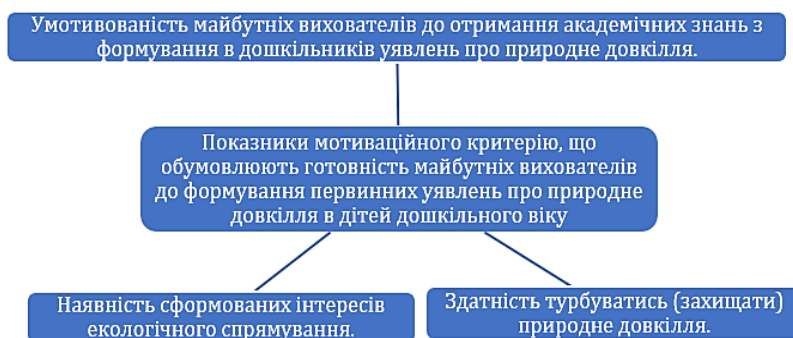 Умотивованість майбутніх вихователів до отримання академічних знань з
формування в дошкільників уявлень про природне довкілля.
Показники мотиваційного критерію, що
обумовлюють готовність майбутніх вихователів
до формування первинних уявлень про природне
довкілля в дітей дошкільного віку
Наявність сформованих інтересів
екологічного спрямування.
Здатність турбуватись (захищати)
природне довкілля.